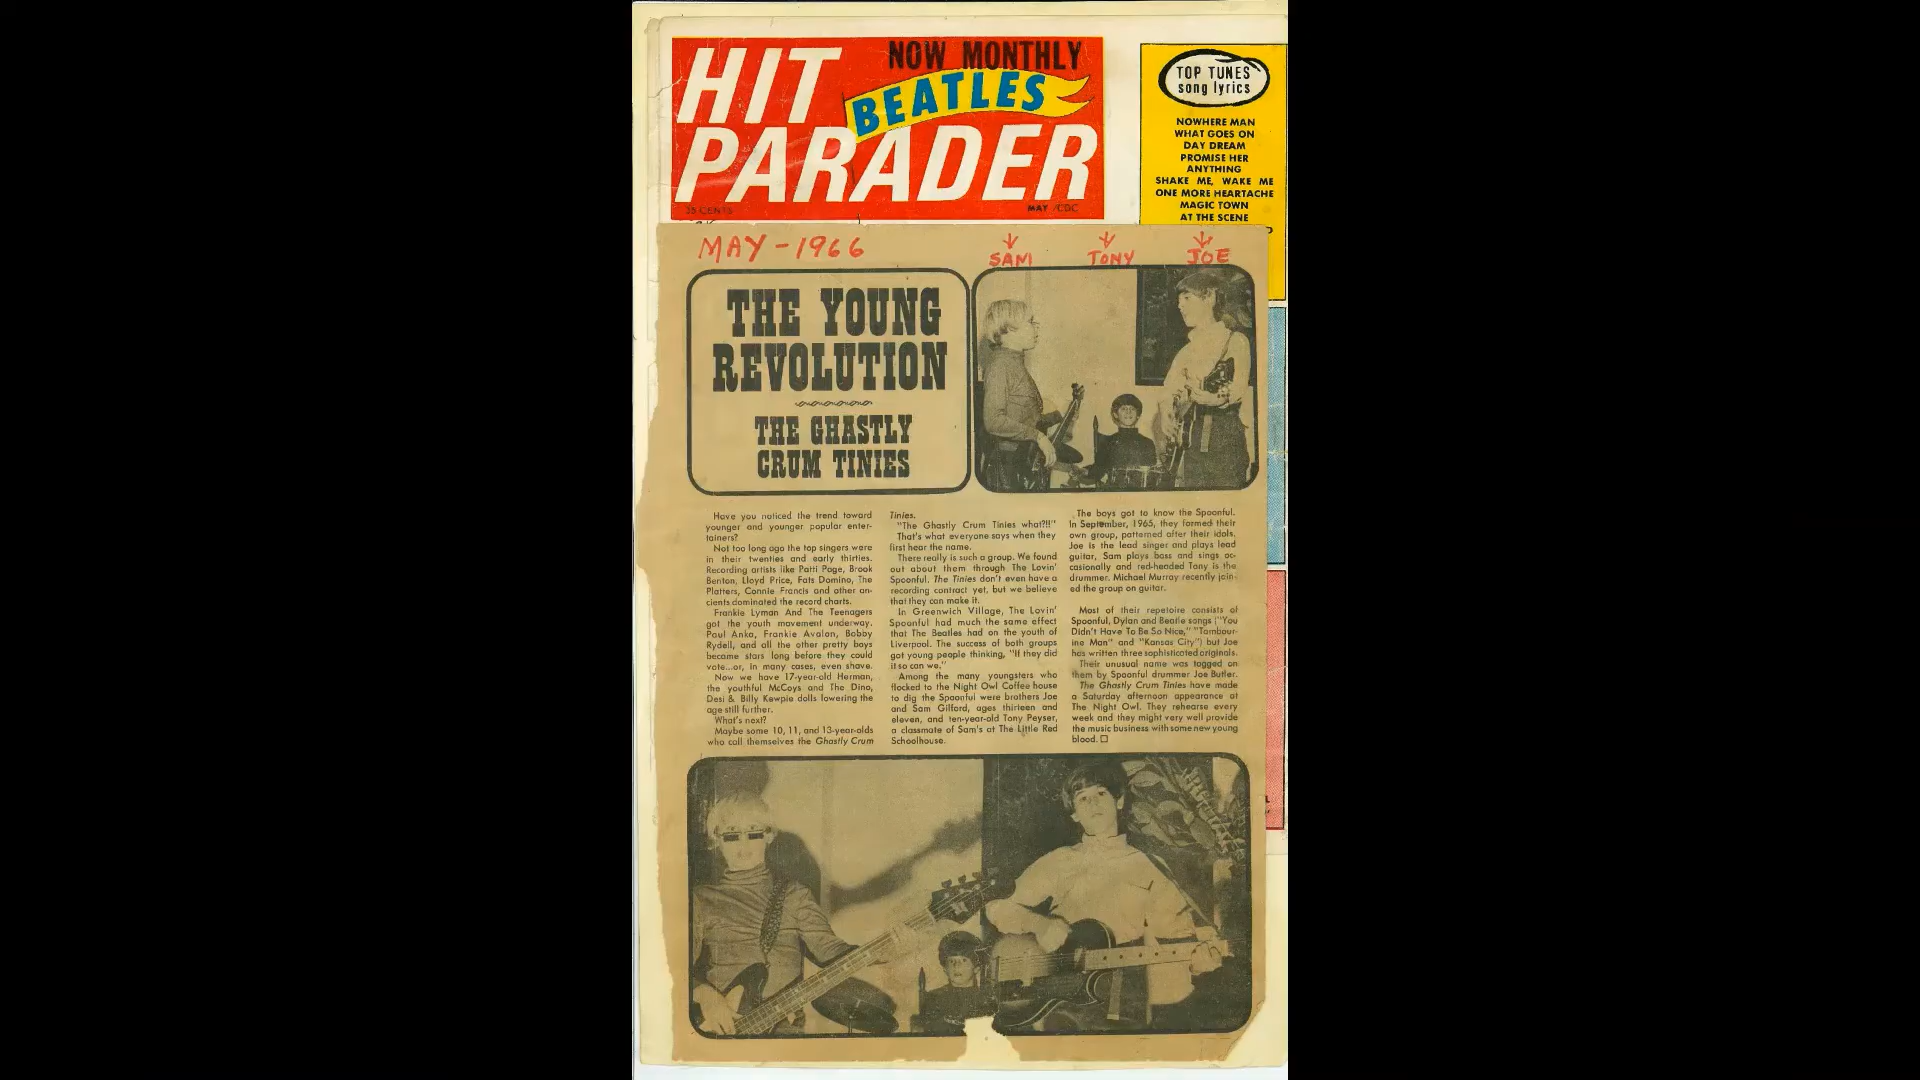 HIT
PARADER
NOW MONTHLY
BEATLES
35 CENTS
MAY /CDC
TOP TUNES
song lyrics
NOWHERE MAN
WHAT GOES ON
DAY DREAM
PROMISE HER
ANYTHING
SHAKE ME, WAKE ME
ONE MORE HEARTACHE
MAGIC TOWN
AT THE SCENE
MAY - 1966
SAM
TONY
JOE
THE YOUNG
REVOLUTION
THE GHASTLY
CRUM TINIES
Have you noticed the trend toward
younger and younger popular enter-
tainers?
Not too long ago the top singers were
in their twenties and early thirties.
Recording artists like Patti Page, Brook
Benton, Lloyd Price, Fats Domino, The
Platters, Connie Francis and other an-
cients dominated the record charts.
Frankie Lyman And The Teenagers
got the youth movement underway.
Paul Anka, Frankie Avalon, Bobby
Rydell, and all the other pretty boys
became stars long before they could
vote...or, in many cases, even shave.
Now we have 17-year-old Herman,
the youthful McCoys and The Dino,
Desi & Billy Kewpie dolls lowering the
age still further.
What's next?
Maybe some 10, 11, and 13-year-olds
who call themselves the Ghastly Crum
Tinies.
"The Ghastly Crum Tinies what?!!"
That's what everyone says when they
first hear the name.
There really is such a group. We found
out about them through The Lovin'
Spoonful. The Tinies don't even have a
recording contract yet, but we believe
that they can make it.
In Greenwich Village, The Lovin'
Spoonful had much the same effect
that The Beatles had on the youth of
Liverpool. The success of both groups
got young people thinking, "If they did
it so can we."
Among the many youngsters who
flocked to the Night Owl Coffee house
to dig the Spoonful were brothers Joe
and Sam Gilford, ages thirteen and
eleven, and ten-year-old Tony Peyser,
a classmate of Sam's at The Little Red
Schoolhouse.
The boys got to know the Spoonful.
In September, 1965, they formed their
own group, patterned after their idols.
Joe is the lead singer and plays lead
guitar, Sam plays bass and sings oc-
casionally and red-headed Tony is the
drummer. Michael Murray recently join-
ed the group on guitar.
Most of their repetoire consists of
Spoonful, Dylan and Beatle songs ("You
Didn't Have To Be So Nice," "Tambour-
ine Man" and "Kansas City") but Joe
has written three sophisticated originals.
Their unusual name was tagged on
them by Spoonful drummer Joe Butler.
The Ghastly Crum Tinies have made
a Saturday afternoon appearance at
The Night Owl. They rehearse every
week and they might very well provide
the music business with some new young
blood.